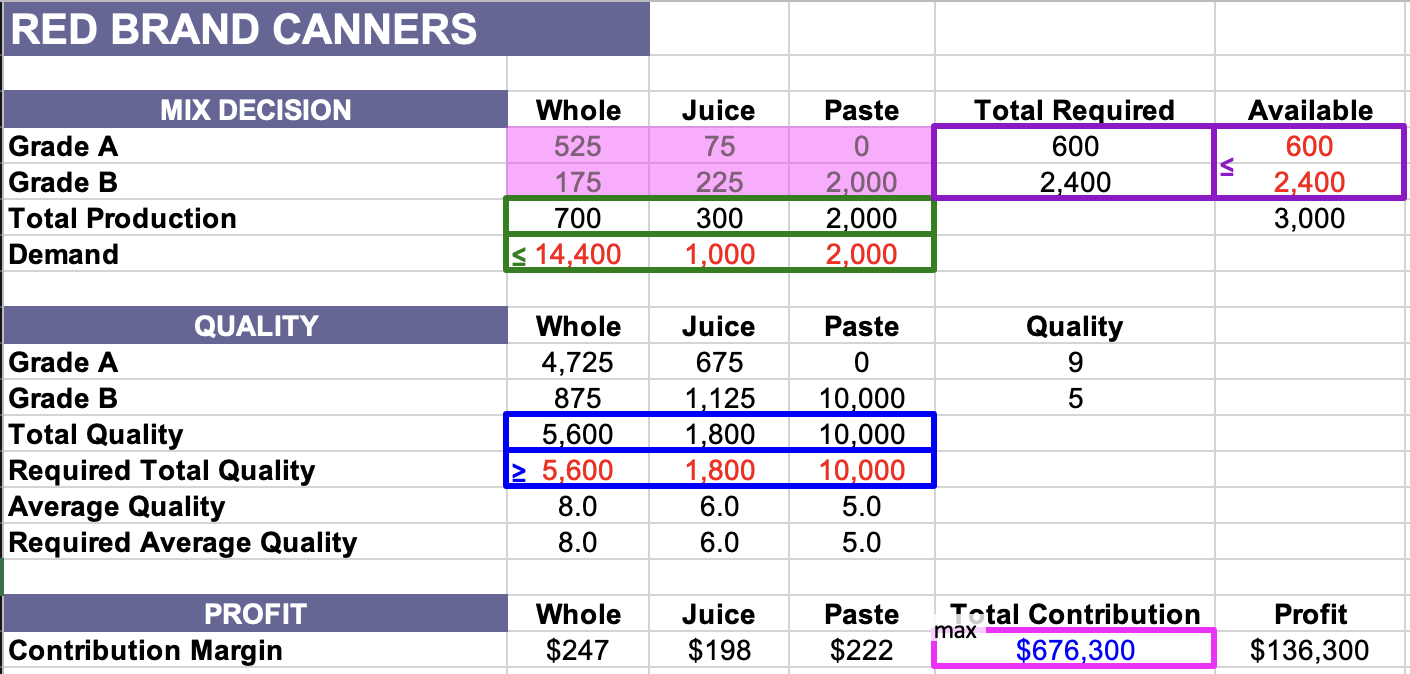 RED BRAND CANNERS
MIX DECISION Whole Juice Paste Total Required Available
Grade A 525 75 0 600 600
Grade B 175 225 2,000 2,400 ≤ 2,400
Total Production 700 300 2,000 3,000
Demand ≤ 14,400 1,000 2,000
QUALITY Whole Juice Paste Quality
Grade A 4,725 675 0 9
Grade B 875 1,125 10,000 5
Total Quality 5,600 1,800 10,000
Required Total Quality ≥ 5,600 1,800 10,000
Average Quality 8.0 6.0 5.0
Required Average Quality 8.0 6.0 5.0
PROFIT Whole Juice Paste Total Contribution Profit
max
Contribution Margin $247 $198 $222 $676,300 $136,300